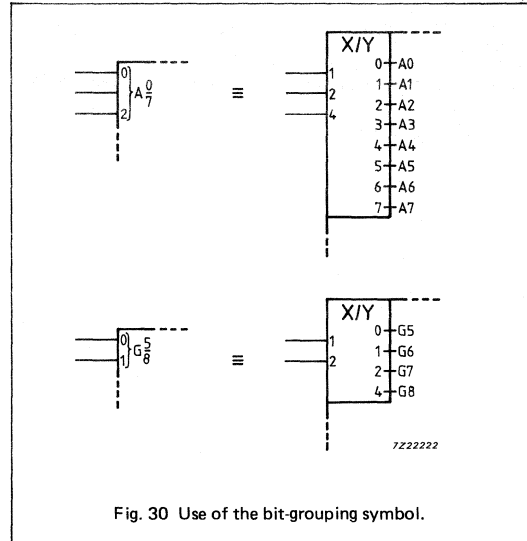 X/Y
0
2
A 0/7
≡
1
2
4
0 A0
1 A1
2 A2
3 A3
4 A4
5 A5
6 A6
7 A7
X/Y
0
1
G 5/8
≡
1
2
0 G5
1 G6
2 G7
4 G8
7Z22222
Fig. 30 Use of the bit-grouping symbol.